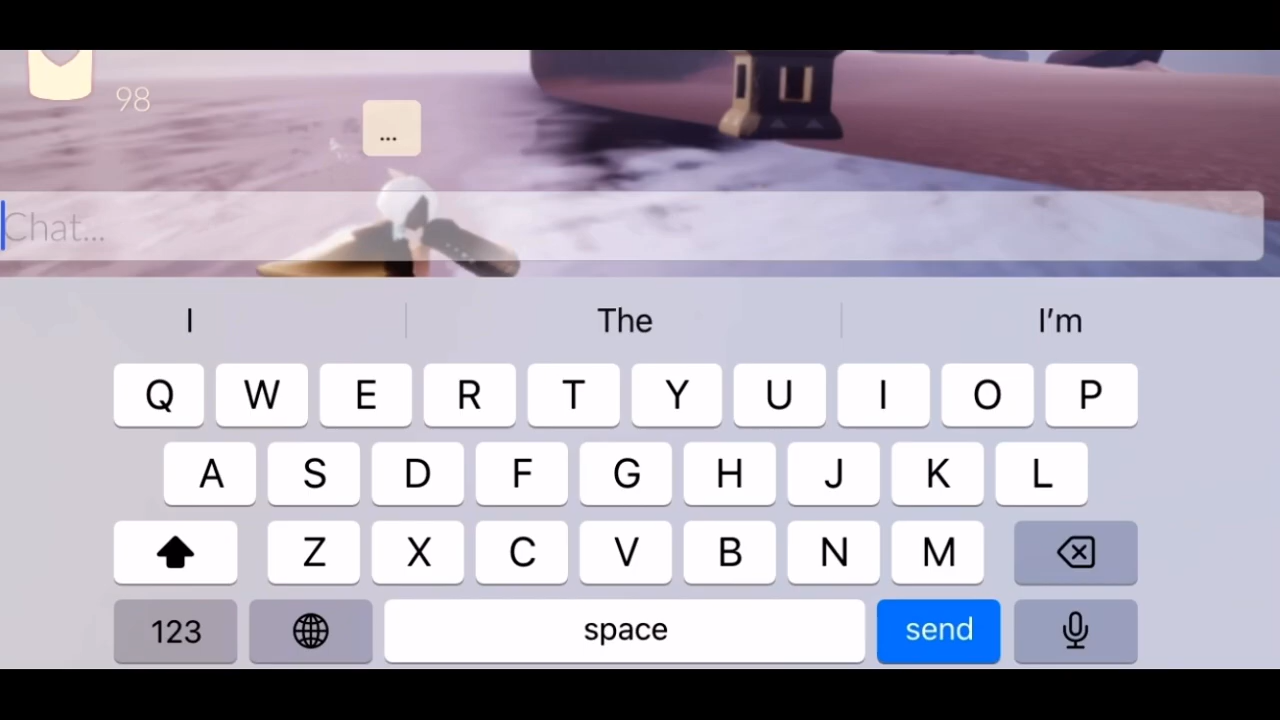 98
...
Chat...
I The I’m
Q W E R T Y U I O P
A S D F G H J K L
Z X C V B N M
123 space send